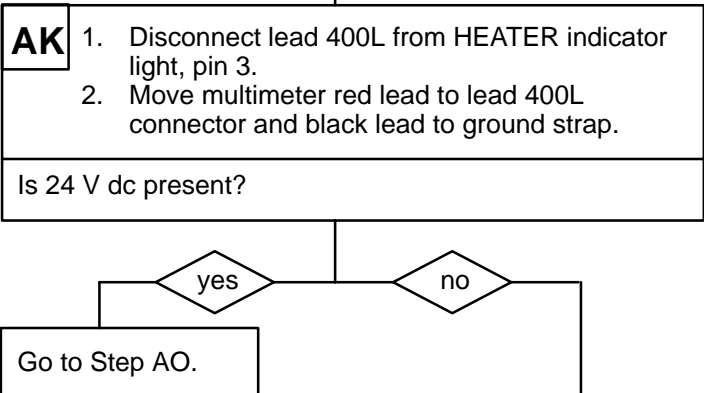 AK
1. Disconnect lead 400L from HEATER indicator
light, pin 3.
2. Move multimeter red lead to lead 400L
connector and black lead to ground strap.
Is 24 V dc present?
yes
no
Go to Step AO.